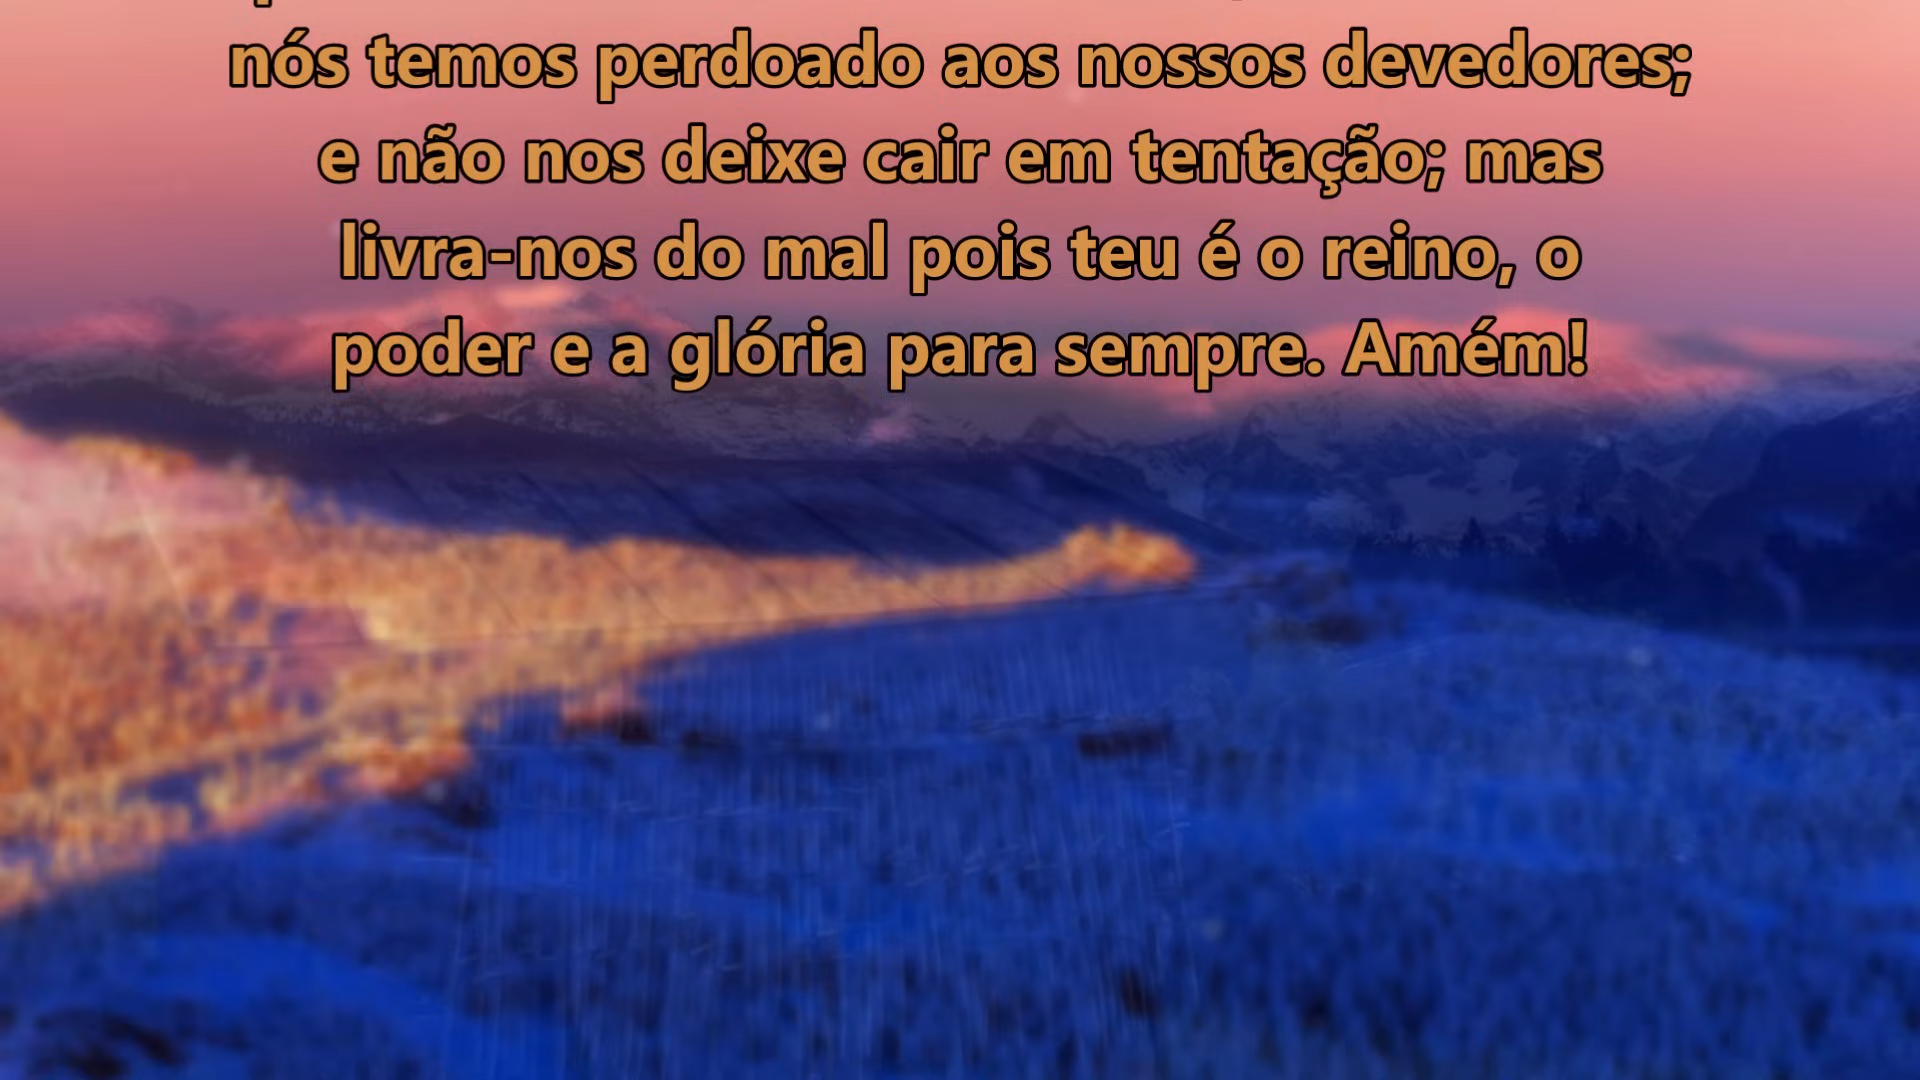 nós temos perdoado aos nossos devedores;
e não nos deixe cair em tentação; mas
livra-nos do mal pois teu é o reino, o
poder e a glória para sempre. Amém!